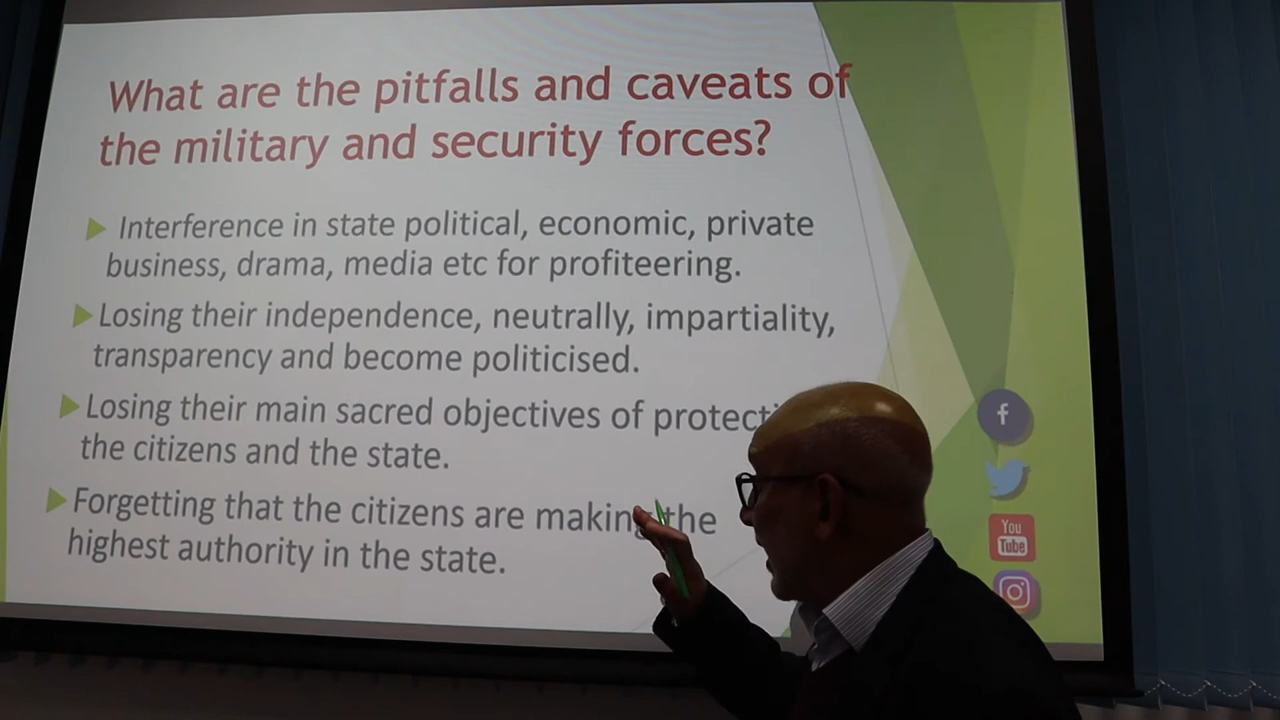 What are the pitfalls and caveats of
the military and security forces?
Interference in state political, economic, private
business, drama, media etc for profiteering.
Losing their independence, neutrally, impartiality,
transparency and become politicised.
Losing their main sacred objectives of protecti
the citizens and the state.
Forgetting that the citizens are making the
highest authority in the state.
f
You
Tube